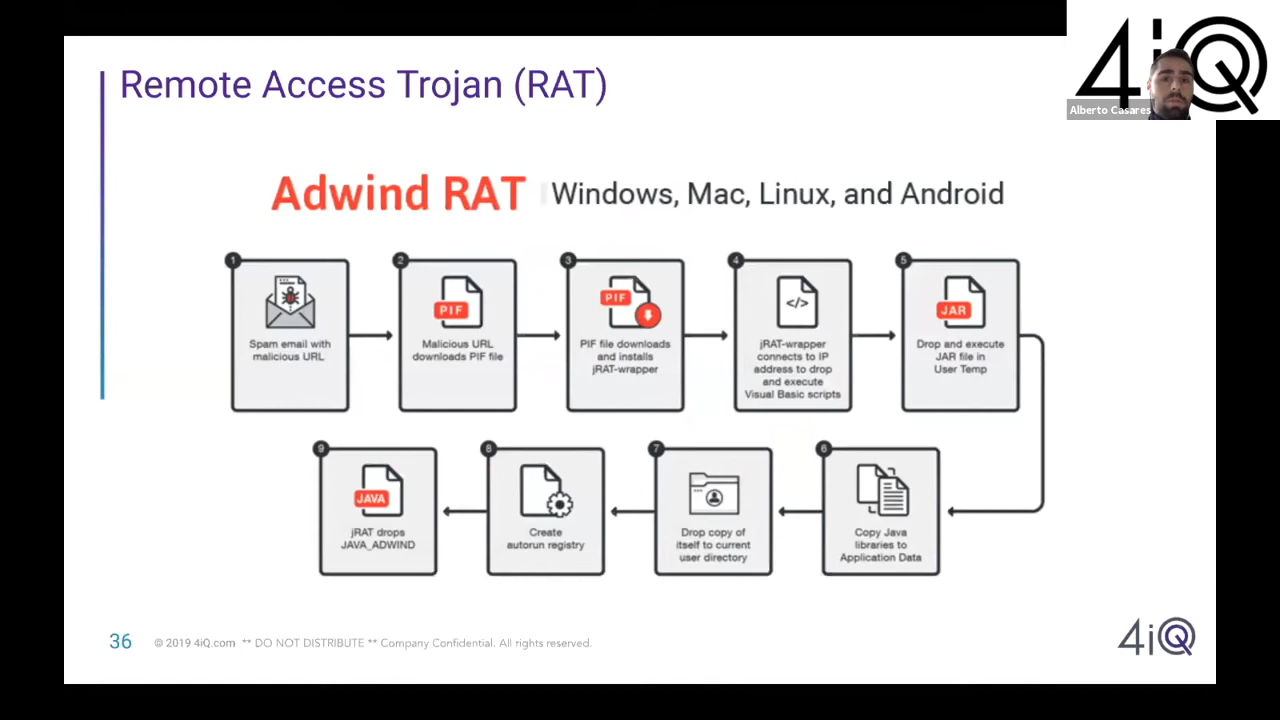 4iQ
Alberto Casares
Remote Access Trojan (RAT)
Adwind RAT Windows, Mac, Linux, and Android
1
Spam email with
malicious URL
2
PIF
Malicious URL
downloads PIF file
3
PIF
PIF file downloads
and installs
jRAT-wrapper
4
</>
jRAT-wrapper
connects to IP
address to drop
and execute
Visual Basic scripts
5
JAR
Drop and execute
JAR file in
User Temp
6
Copy Java
libraries to
Application Data
7
Drop copy of
itself to current
user directory
8
Create
autorun registry
9
JAVA
jRAT drops
JAVA_ADWIND
36 © 2019 4iQ.com ** DO NOT DISTRIBUTE ** Company Confidential. All rights reserved.
4iQ